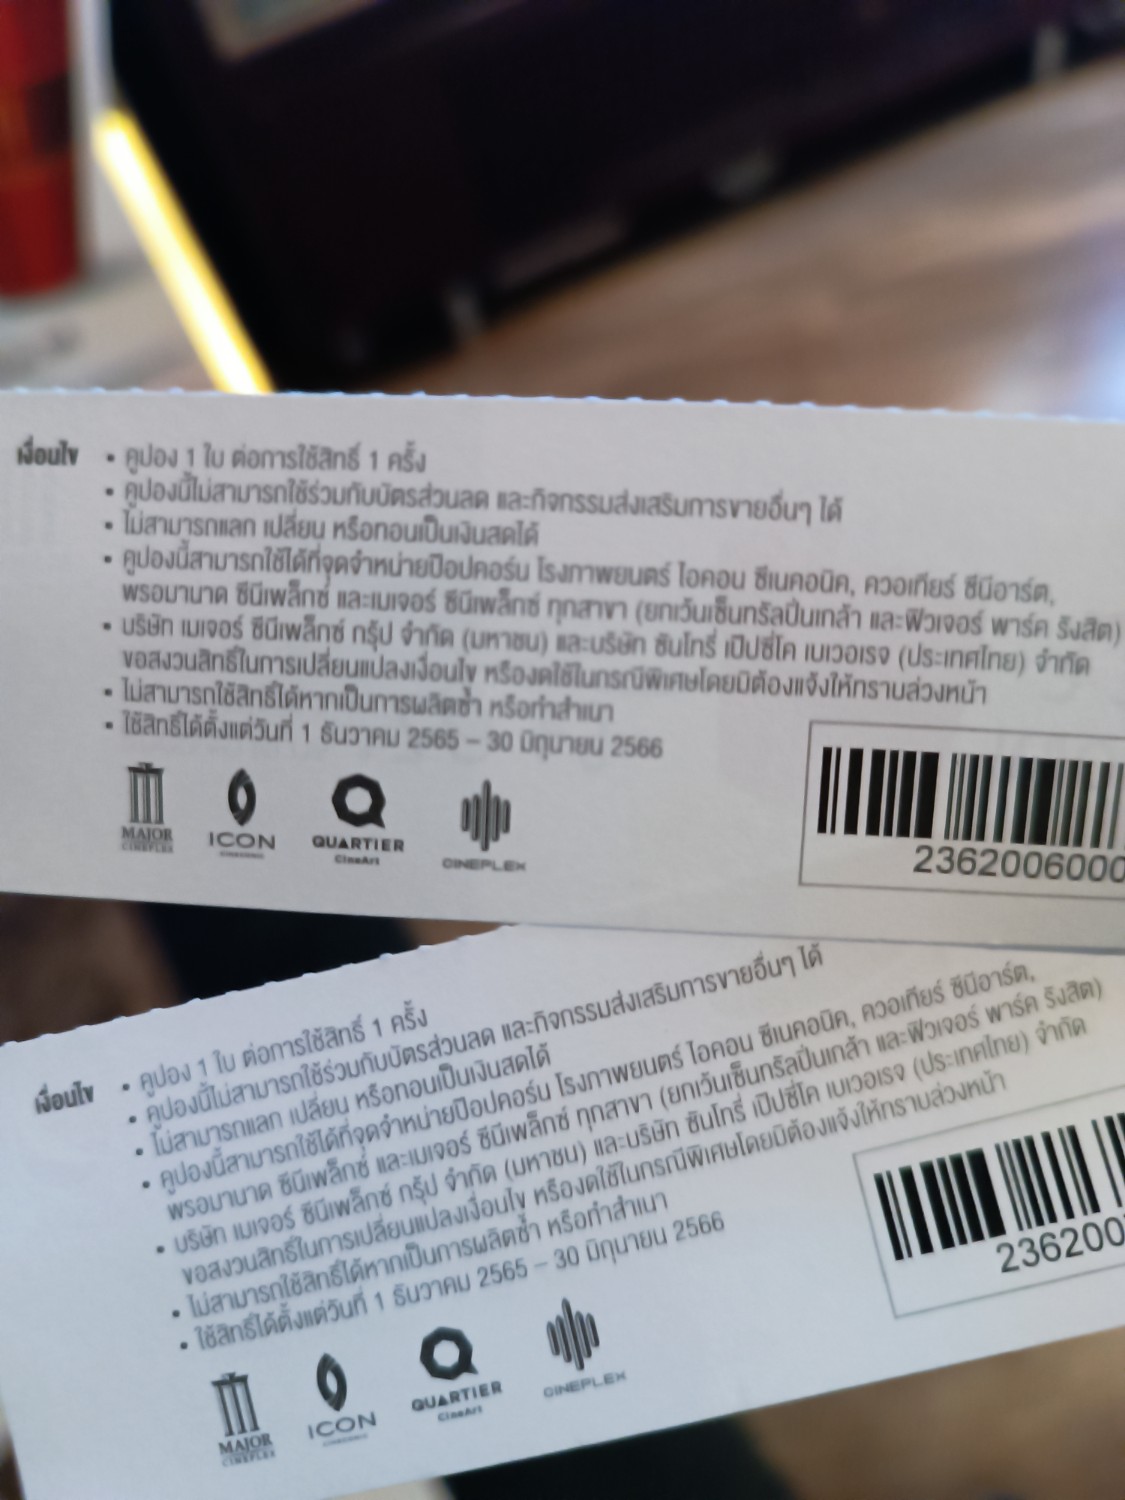 เงื่อนไข • คูปอง 1 ใบ ต่อการใช้สิทธิ์ 1 ครั้ง
• คูปองนี้ไม่สามารถใช้ร่วมกับบัตรส่วนลด และกิจกรรมส่งเสริมการขายอื่นๆ ได้
• ไม่สามารถแลก เปลี่ยน หรือทอนเป็นเงินสดได้
• คูปองนี้สามารถใช้ได้ที่จุดจำหน่ายป๊อปคอร์น โรงภาพยนตร์ ไอคอน ซีเนคอนิค, ควอเทียร์ ซีนีอาร์ต,
พรอมานาด ซีนีเพล็กซ์ และเมเจอร์ ซีนีเพล็กซ์ ทุกสาขา (ยกเว้นเซ็นทรัลปิ่นเกล้า และฟิวเจอร์ พาร์ค รังสิต)
• บริษัท เมเจอร์ ซีนีเพล็กซ์ กรุ้ป จำกัด (มหาชน) และบริษัท ซันโทรี่ เป๊ปซี่โค เบเวอเรจ (ประเทศไทย) จำกัด
ขอสงวนสิทธิ์ในการเปลี่ยนแปลงเงื่อนไข หรืองดใช้ในกรณีพิเศษโดยมิต้องแจ้งให้ทราบล่วงหน้า
• ไม่สามารถใช้สิทธิ์ได้หากเป็นการผลิตซ้ำ หรือทำสำเนา
• ใช้สิทธิ์ได้ตั้งแต่วันที่ 1 ธันวาคม 2565 – 30 มิถุนายน 2566
MAJOR
CINEPLEX
ICON
QUARTIER
CineArt
CINEPLEX
2362006000
เงื่อนไข • คูปอง 1 ใบ ต่อการใช้สิทธิ์ 1 ครั้ง
• คูปองนี้ไม่สามารถใช้ร่วมกับบัตรส่วนลด และกิจกรรมส่งเสริมการขายอื่นๆ ได้
• ไม่สามารถแลก เปลี่ยน หรือทอนเป็นเงินสดได้
• คูปองนี้สามารถใช้ได้ที่จุดจำหน่ายป๊อปคอร์น โรงภาพยนตร์ ไอคอน ซีเนคอนิค, ควอเทียร์ ซีนีอาร์ต,
พรอมานาด ซีนีเพล็กซ์ และเมเจอร์ ซีนีเพล็กซ์ ทุกสาขา (ยกเว้นเซ็นทรัลปิ่นเกล้า และฟิวเจอร์ พาร์ค รังสิต)
• บริษัท เมเจอร์ ซีนีเพล็กซ์ กรุ้ป จำกัด (มหาชน) และบริษัท ซันโทรี่ เป๊ปซี่โค เบเวอเรจ (ประเทศไทย) จำกัด
ขอสงวนสิทธิ์ในการเปลี่ยนแปลงเงื่อนไข หรืองดใช้ในกรณีพิเศษโดยมิต้องแจ้งให้ทราบล่วงหน้า
• ไม่สามารถใช้สิทธิ์ได้หากเป็นการผลิตซ้ำ หรือทำสำเนา
• ใช้สิทธิ์ได้ตั้งแต่วันที่ 1 ธันวาคม 2565 – 30 มิถุนายน 2566
MAJOR
CINEPLEX
ICON
QUARTIER
CineArt
CINEPLEX
236200